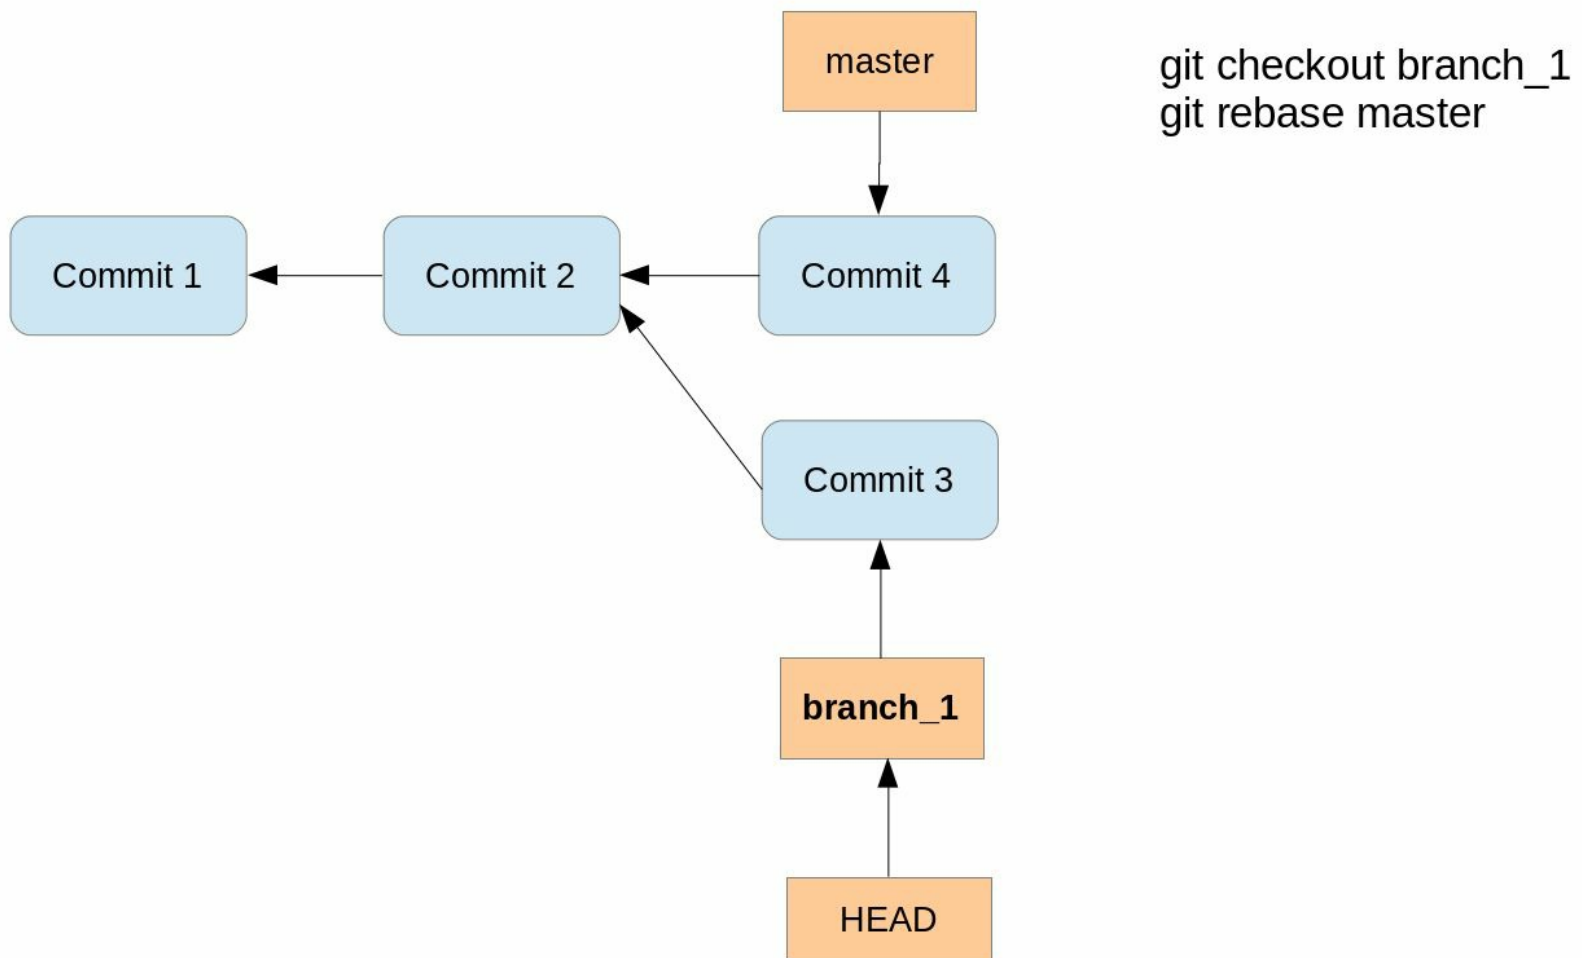 master
git checkout branch_1
git rebase master
Commit 1
Commit 2
Commit 4
Commit 3
branch_1
HEAD